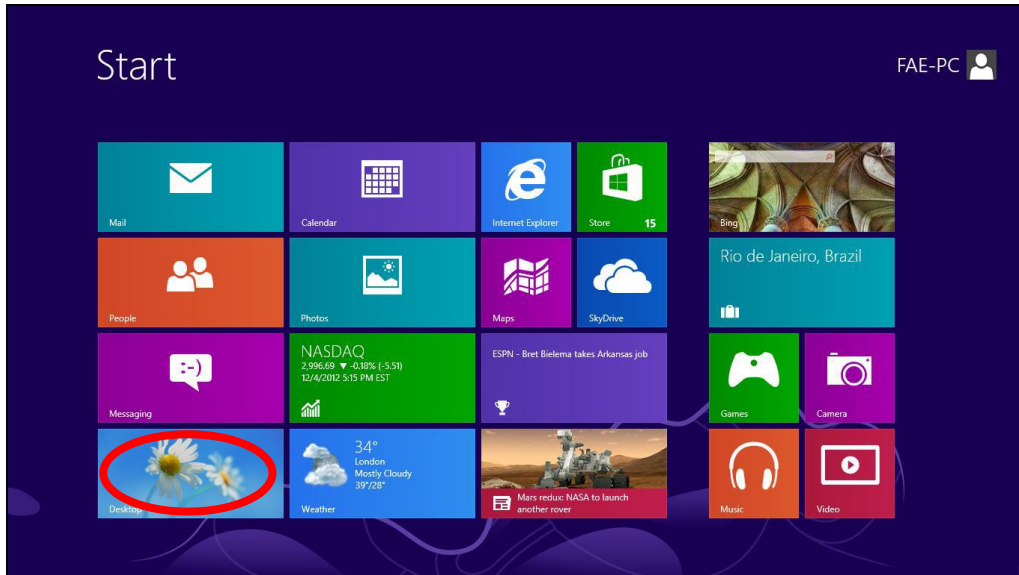 Start
FAE-PC
Mail
Calendar
Internet Explorer
Store 15
Bing
People
Photos
Maps
SkyDrive
Rio de Janeiro, Brazil
Messaging
NASDAQ
2,996.69 ▼ -0.18% (-5.51)
12/4/2012 5:15 PM EST
ESPN - Bret Bielema takes Arkansas job
Games
Camera
Desktop
34°
London
Mostly Cloudy
39°/28°
Weather
Mars redux: NASA to launch
another rover
Music
Video